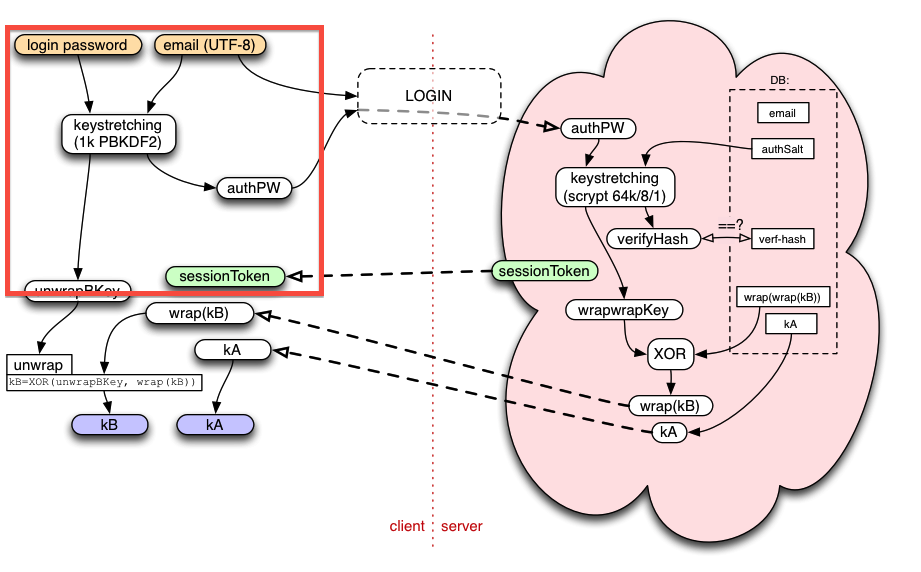 login password
email (UTF-8)
DB:
LOGIN
email
keystretching
(1k PBKDF2)
authPW
authSalt
keystretching
(scrypt 64k/8/1)
authPW
==?
verifyHash
verf-hash
sessionToken
sessionToken
unwrapBKey
wrap(wrap(kB))
wrap(kB)
wrapwrapKey
kA
kA
XOR
unwrap
kB=XOR(unwrapBKey, wrap(kB))
wrap(kB)
kB
kA
kA
client
server